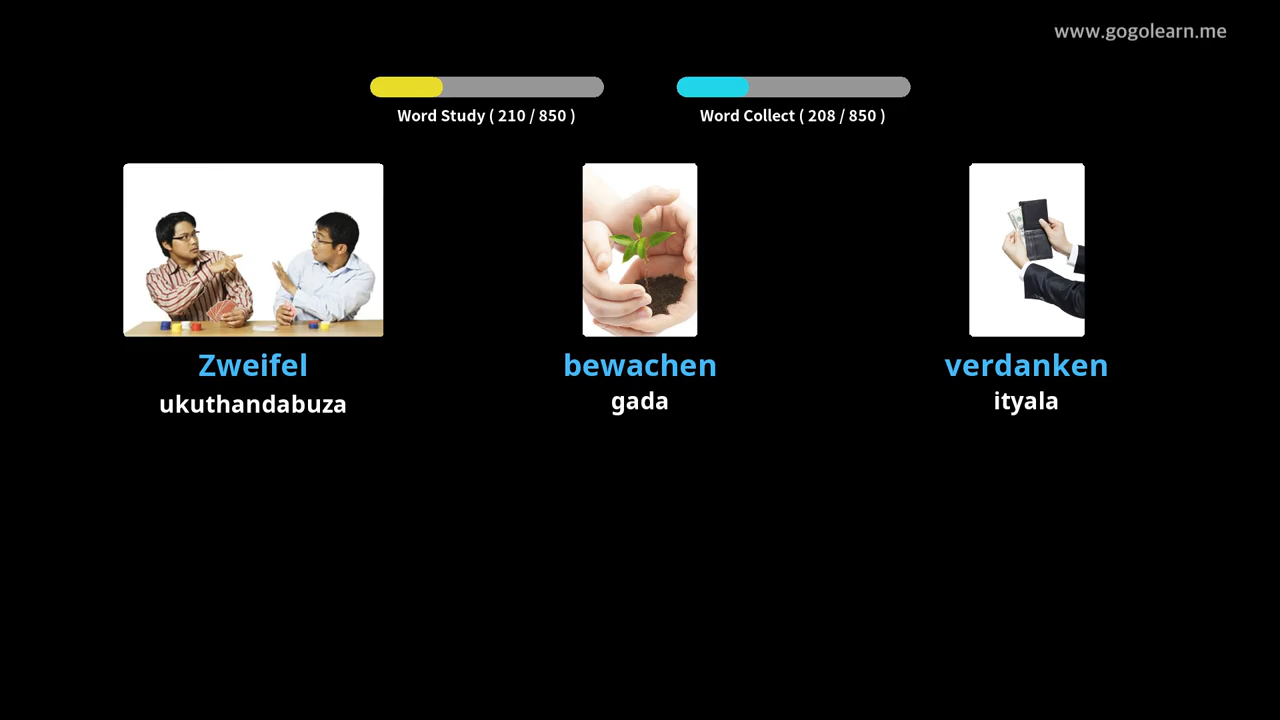 www.gogolearn.me
Word Study ( 210 / 850 )
Word Collect ( 208 / 850 )
Zweifel
ukuthandabuza
bewachen
gada
verdanken
ityala